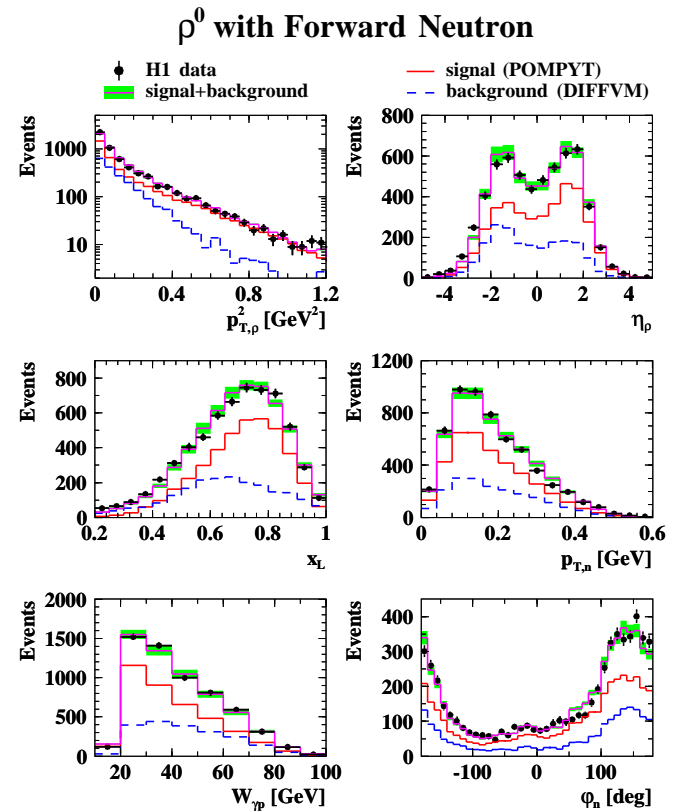 ρ⁰ with Forward Neutron
H1 data
signal (POMPYT)
signal+background
background (DIFFVM)
Events
1000
100
10
0 0.4 0.8 1.2
p²T,ρ [GeV²]
Events
800
600
400
200
0
-4 -2 0 2 4
ηρ
Events
800
600
400
200
0
0.2 0.4 0.6 0.8 1
xL
Events
1200
800
400
0
0 0.2 0.4 0.6
pT,n [GeV]
Events
2000
1500
1000
500
0
20 40 60 80 100
Wγp [GeV]
Events
400
300
200
100
0
-100 0 100
φn [deg]